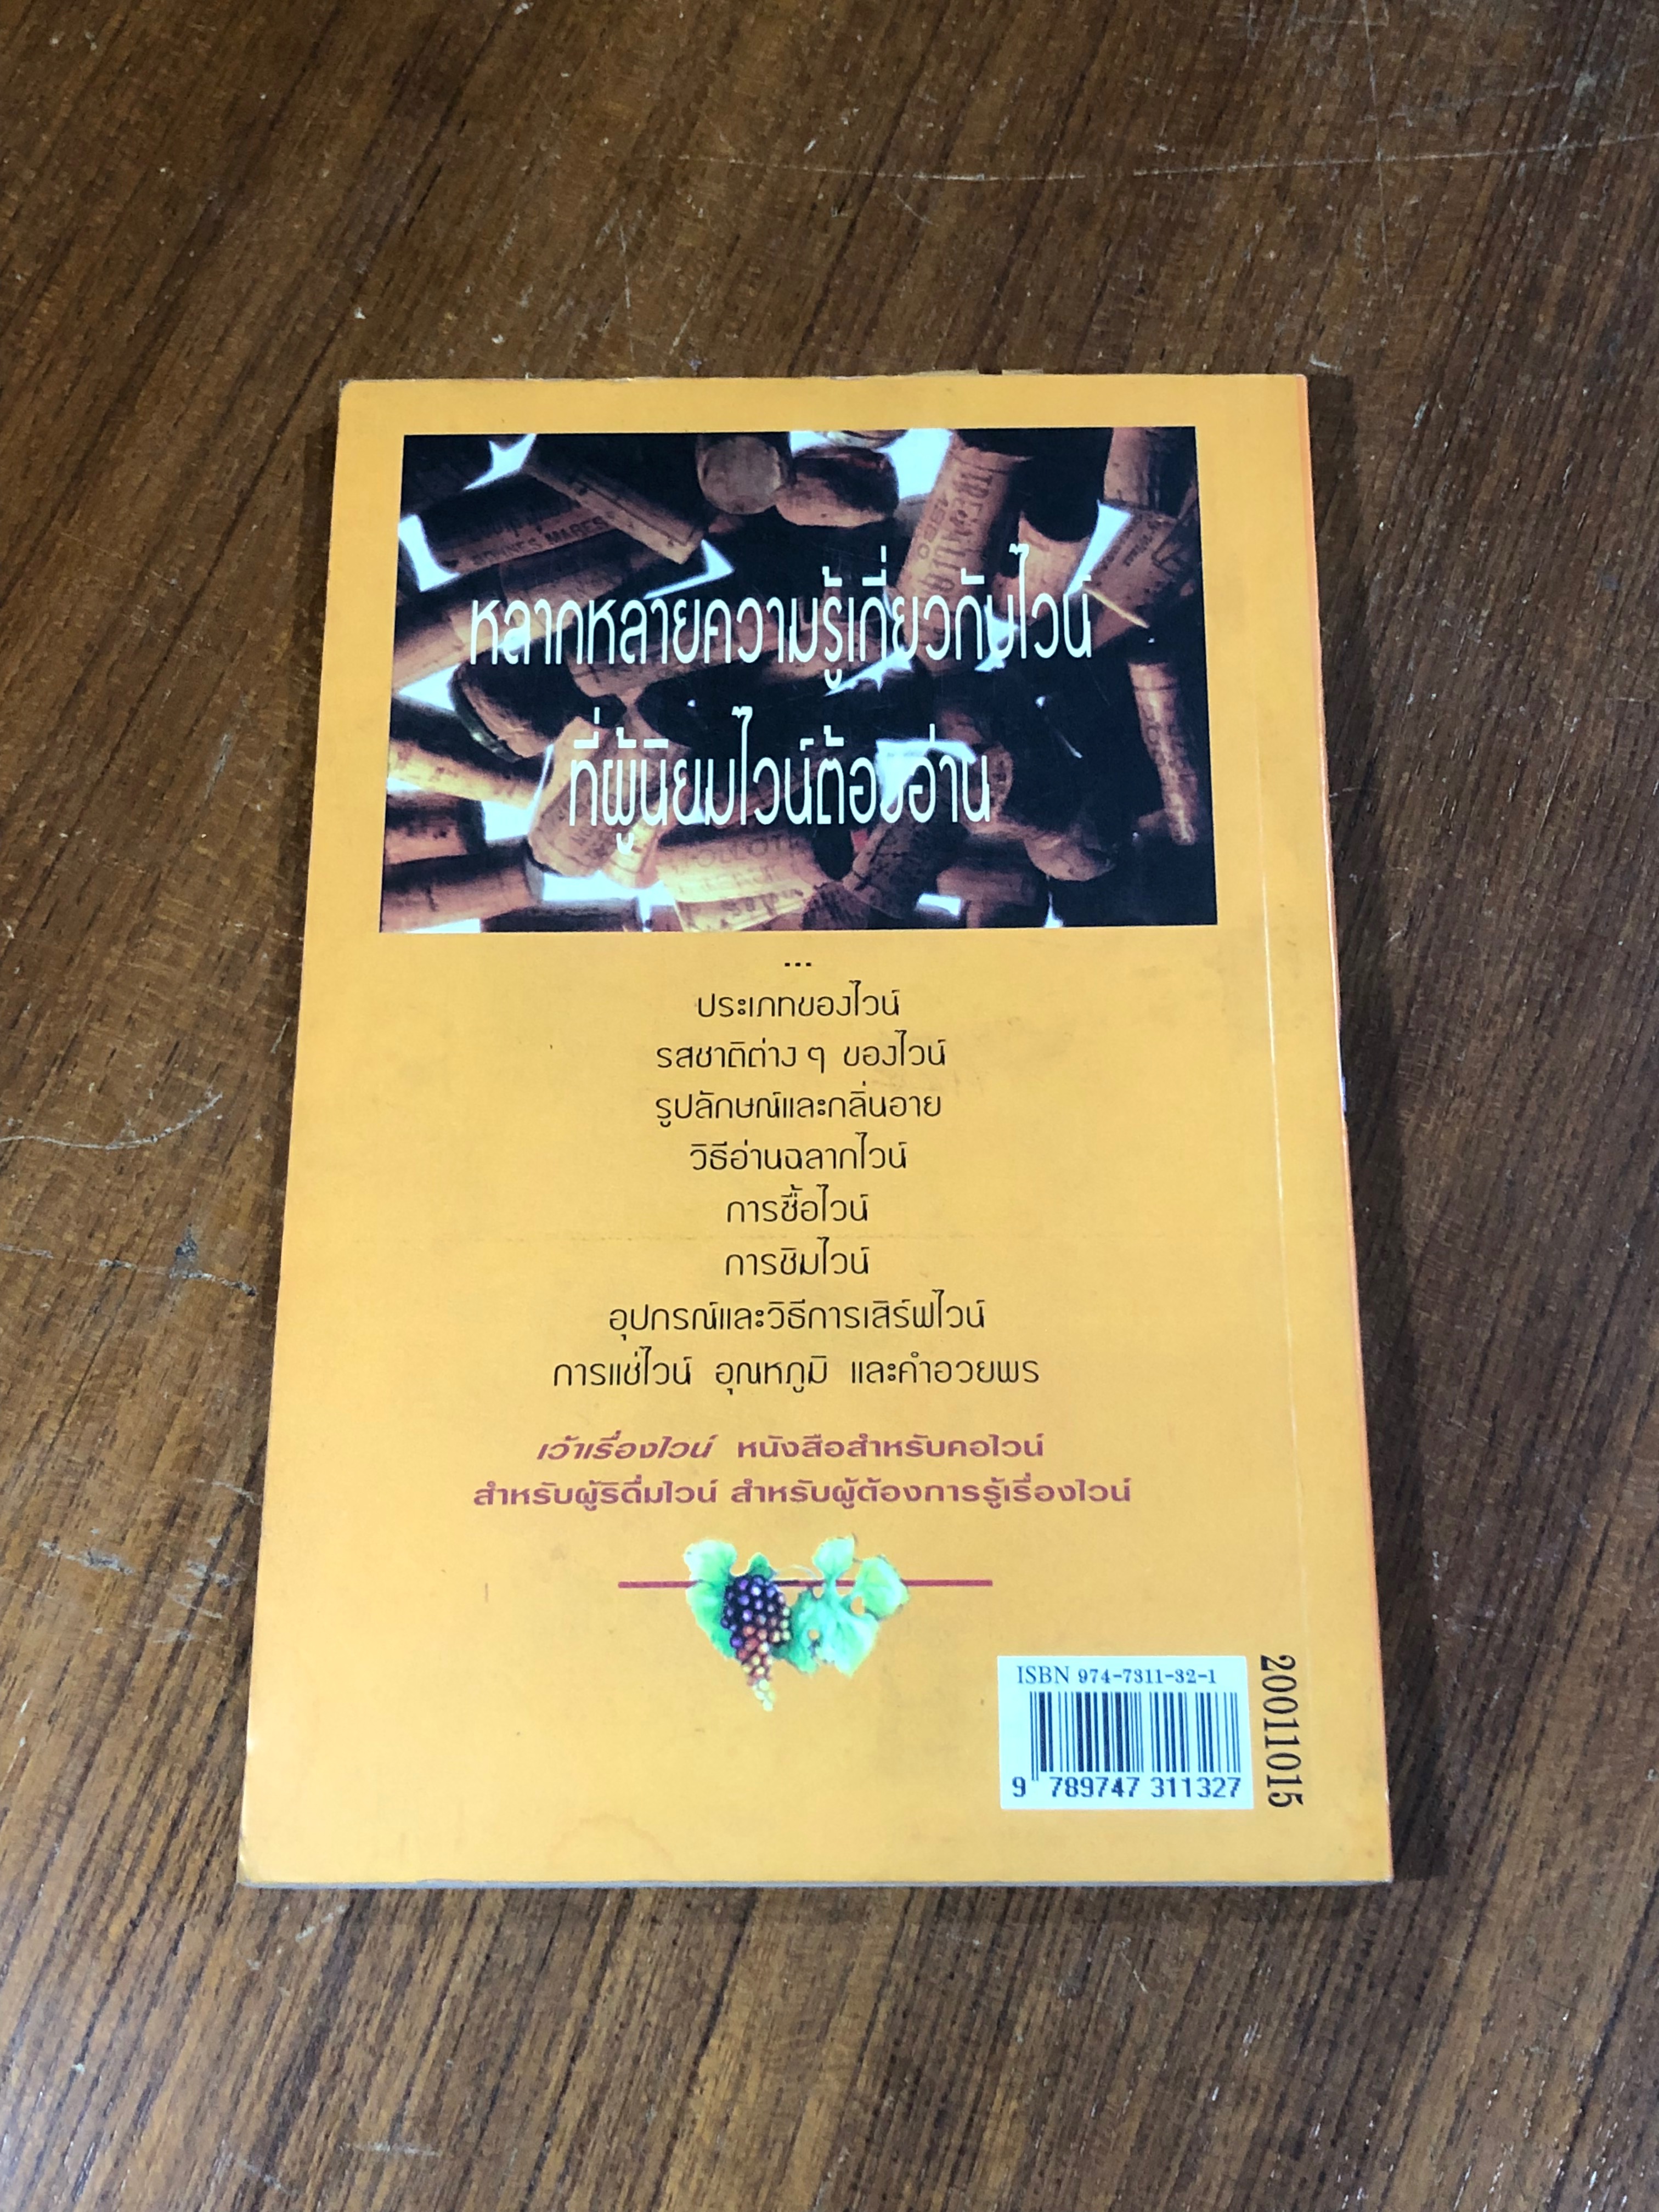 หลากหลายความรู้เกี่ยวกับไวน์
ที่ผู้นิยมไวน์ต้องอ่าน
...
ประเภทของไวน์
รสชาติต่าง ๆ ของไวน์
รูปลักษณ์และกลิ่นอาย
วิธีอ่านฉลากไวน์
การซื้อไวน์
การชิมไวน์
อุปกรณ์และวิธีการเสิร์ฟไวน์
การแช่ไวน์ อุณหภูมิ และคำอวยพร
เว้าเรื่องไวน์ หนังสือสำหรับคอไวน์
สำหรับผู้ริดื่มไวน์ สำหรับผู้ต้องการรู้เรื่องไวน์
ISBN 974-7311-32-1
9 789747 311327
20011015